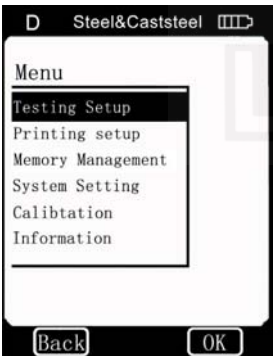 D Steel&Caststeel
Menu
Testing Setup
Printing setup
Memory Management
System Setting
Calibtation
Information
Back OK